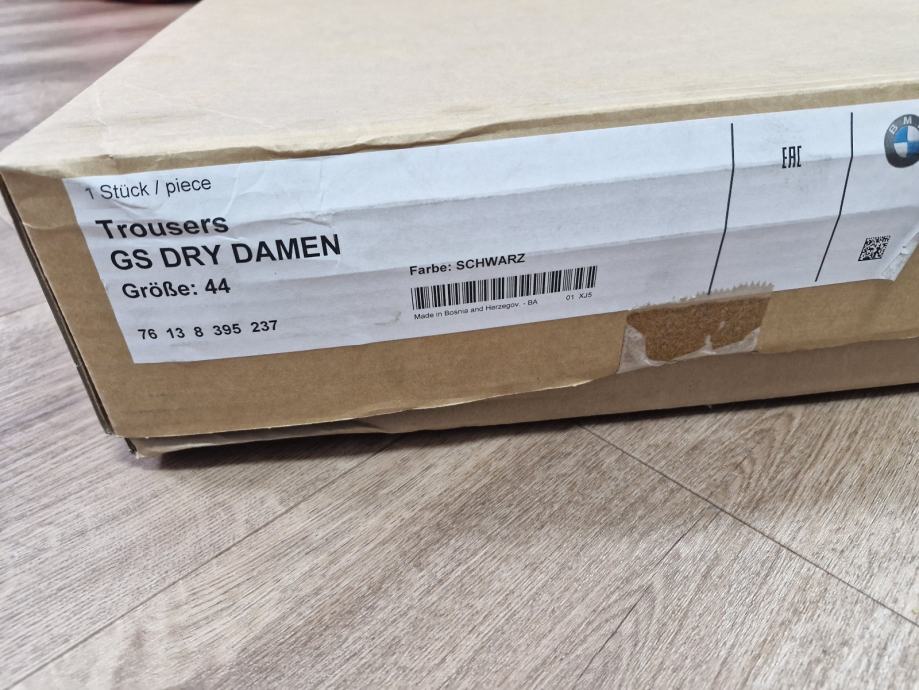 1 Stück / piece
Trousers
GS DRY DAMEN
Größe: 44
76 13 8 395 237
Farbe: SCHWARZ
Made in Bosnia and Herzegov. - BA 01 XJ5
EAC
BM